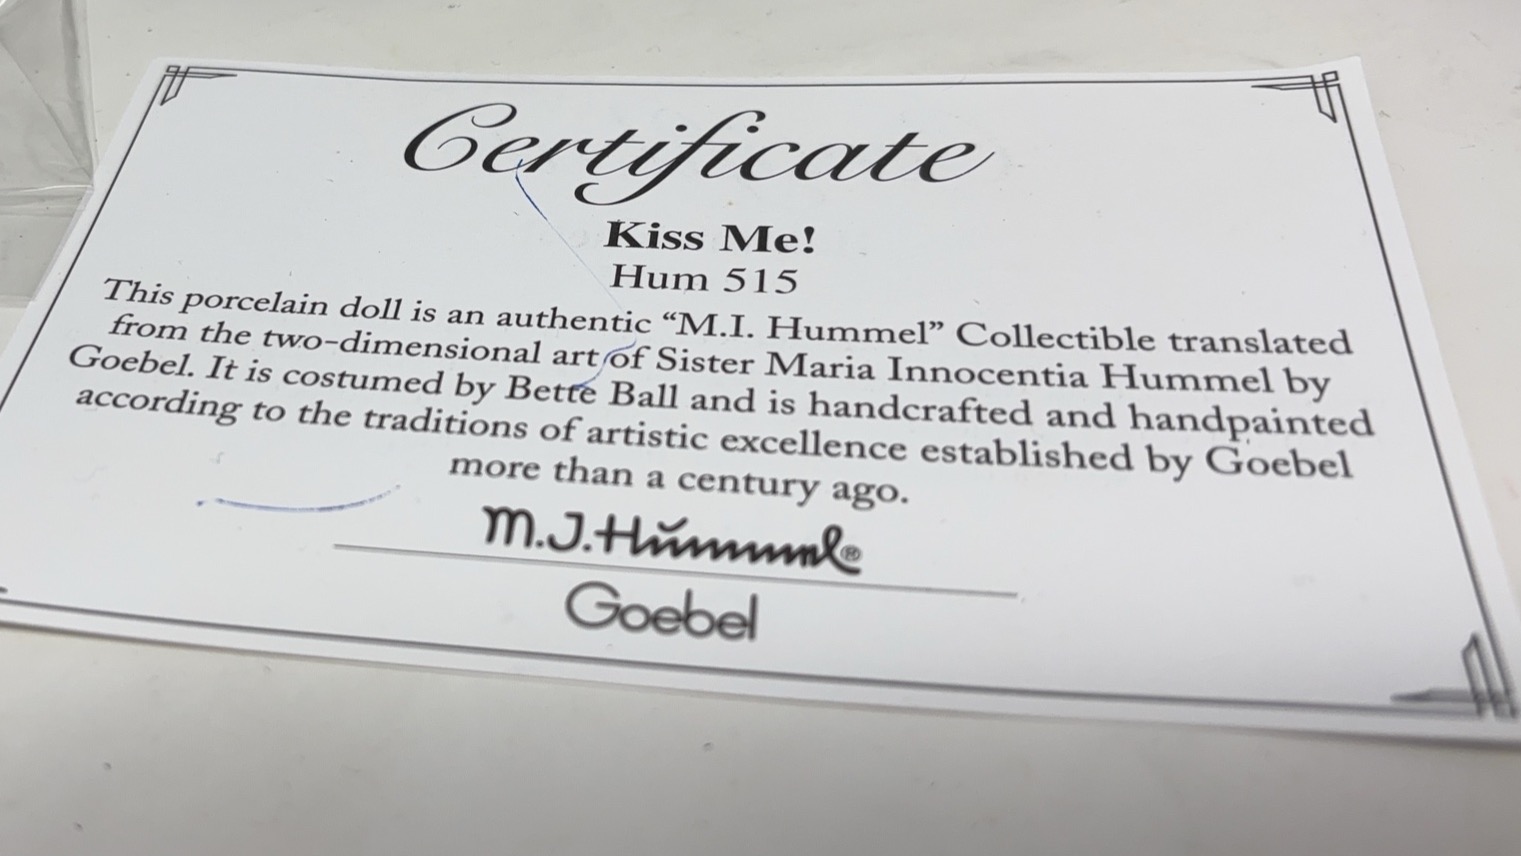 Certificate
Kiss Me!
Hum 515
This porcelain doll is an authentic “M.I. Hummel” Collectible translated
from the two-dimensional art of Sister Maria Innocentia Hummel by
Goebel. It is costumed by Bette Ball and is handcrafted and handpainted
according to the traditions of artistic excellence established by Goebel
more than a century ago.
M.J. Hummel®
Goebel